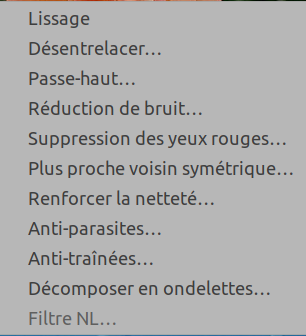 Lissage
Désentrelacer…
Passe-haut…
Réduction de bruit…
Suppression des yeux rouges…
Plus proche voisin symétrique…
Renforcer la netteté…
Anti-parasites…
Anti-traînées…
Décomposer en ondelettes…
Filtre NL…